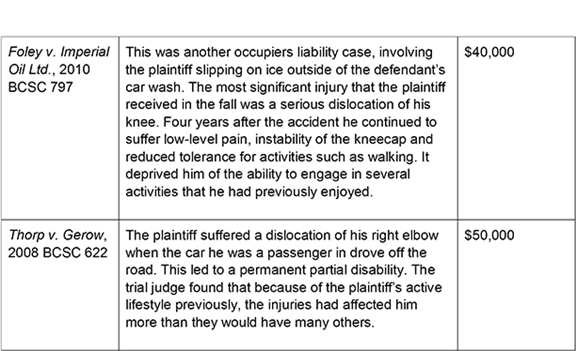 Foley v. Imperial
Oil Ltd., 2010
BCSC 797
This was another occupiers liability case, involving
the plaintiff slipping on ice outside of the defendant's
car wash. The most significant injury that the plaintiff
received in the fall was a serious dislocation of his
knee. Four years after the accident he continued to
suffer low-level pain, instability of the kneecap and
reduced tolerance for activities such as walking. It
deprived him of the ability to engage in several
activities that he had previously enjoyed.
$40,000
Thorp v. Gerow,
2008 BCSC 622
The plaintiff suffered a dislocation of his right elbow
when the car he was a passenger in drove off the
road. This led to a permanent partial disability. The
trial judge found that because of the plaintiff's active
lifestyle previously, the injuries had affected him
more than they would have many others.
$50,000